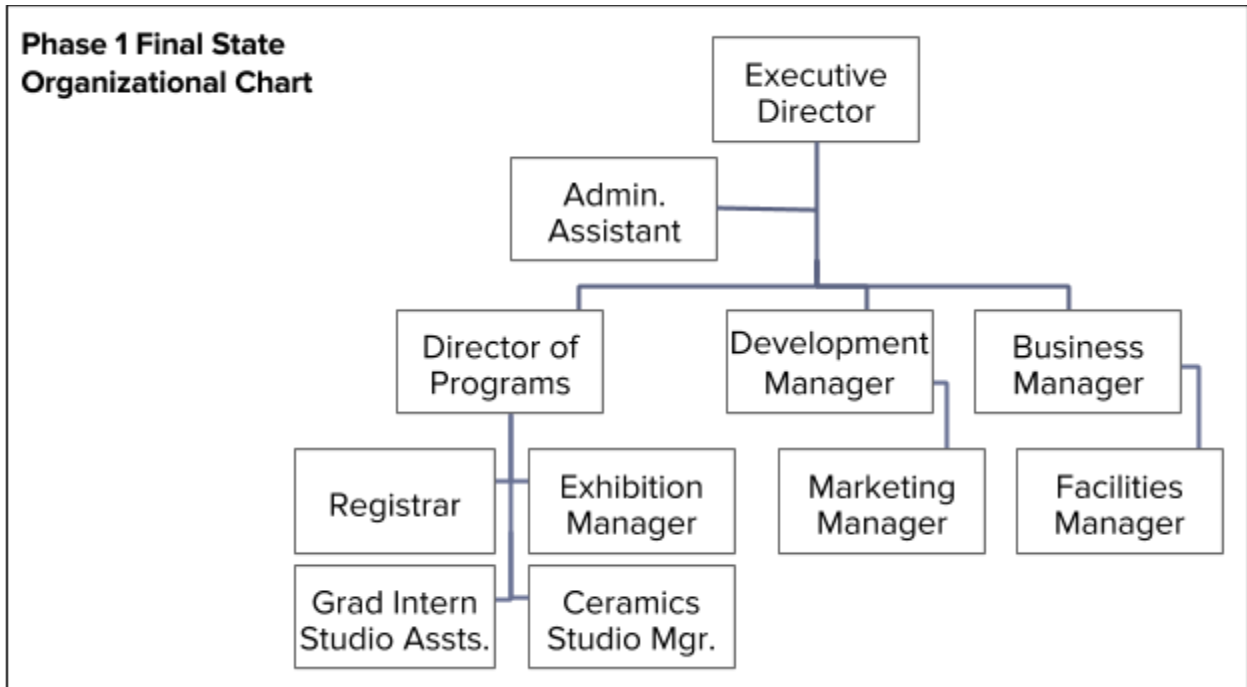 Phase 1 Final State
Organizational Chart
Executive
Director
Admin.
Assistant
Director of
Programs
Development
Manager
Business
Manager
Registrar
Exhibition
Manager
Marketing
Manager
Facilities
Manager
Grad Intern
Studio Assts.
Ceramics
Studio Mgr.